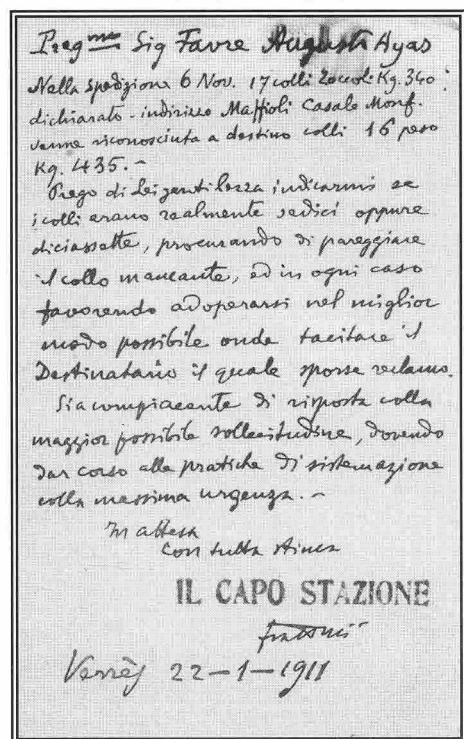 Preg.mo Sig Favre Augusti Ayas
Nella spedizione 6 Nov. 17 colli Zoccoli Kg. 340
dichiarato - indirizzo Maffioli Casale Monf.
venne riconosciuta a destino colli 16 peso
Kg. 435. -
Prego di Lei gentilezza indicarmi se
i colli erano realmente sedici oppure
diciassette, procurando di pareggiare
il collo mancante, ed in ogni caso
favorendo adoperarsi nel miglior
modo possibile onde tacitare il
Destinatario il quale sporse reclamo.
Sia compiacente di risposta colla
maggior possibile sollecitudine, dovendo
dar corso alle pratiche di sistemazione
colla massima urgenza. -
In attesa
Con tutta stima
IL CAPO STAZIONE
Verrès 22-1-1911